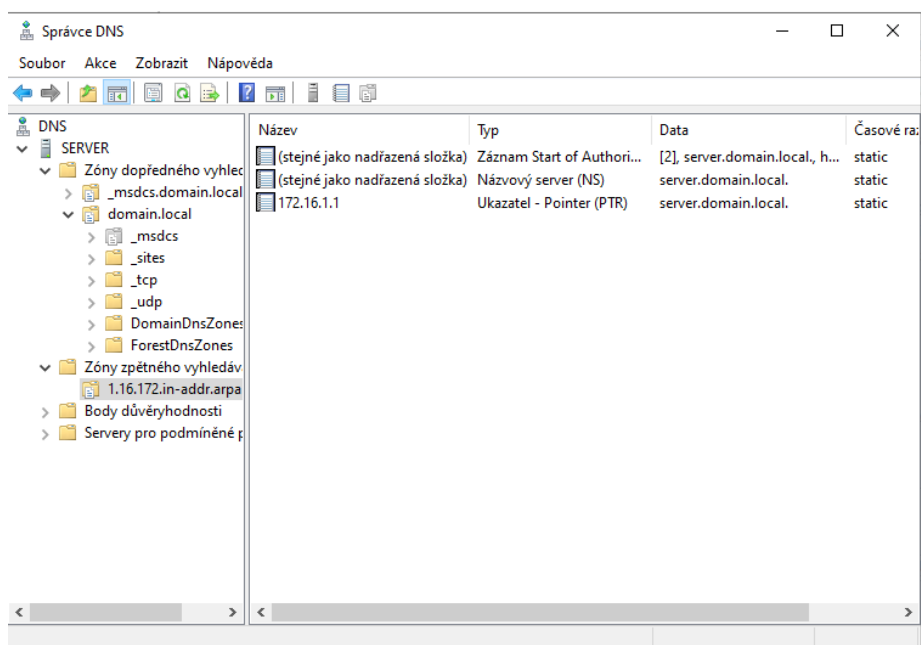 Správce DNS
Soubor Akce Zobrazit Nápověda
DNS
SERVER
Zóny dopředného vyhlec
_msdcs.domain.local
domain.local
_msdcs
_sites
_tcp
_udp
DomainDnsZones
ForestDnsZones
Zóny zpětného vyhledáv
1.16.172.in-addr.arpa
Body důvěryhodnosti
Servery pro podmíněné p
Název Typ Data Časové raz
(stejné jako nadřazená složka) Záznam Start of Authori... [2], server.domain.local., h... static
(stejné jako nadřazená složka) Názvový server (NS) server.domain.local. static
172.16.1.1 Ukazatel - Pointer (PTR) server.domain.local. static